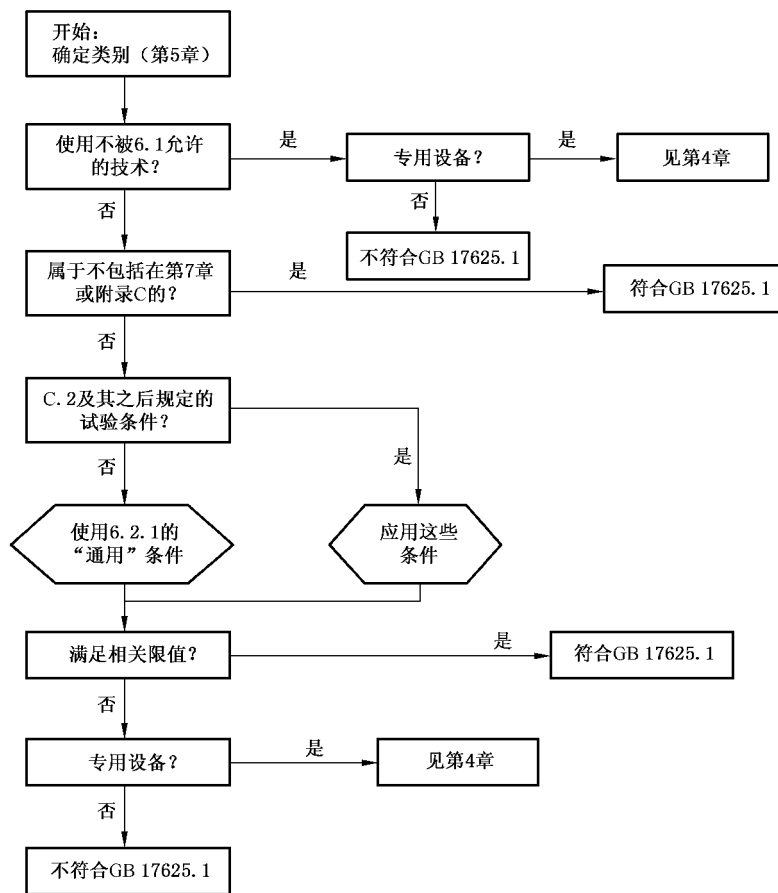 开始：
确定类别（第5章）
使用不被6.1允许
的技术？
是
专用设备？
是
见第4章
否
否
不符合GB 17625.1
属于不包括在第7章
或附录C的？
是
符合GB 17625.1
否
C.2及其之后规定的
试验条件？
否
是
使用6.2.1的
“通用”条件
应用这些
条件
满足相关限值？
是
符合GB 17625.1
否
专用设备？
是
见第4章
否
不符合GB 17625.1